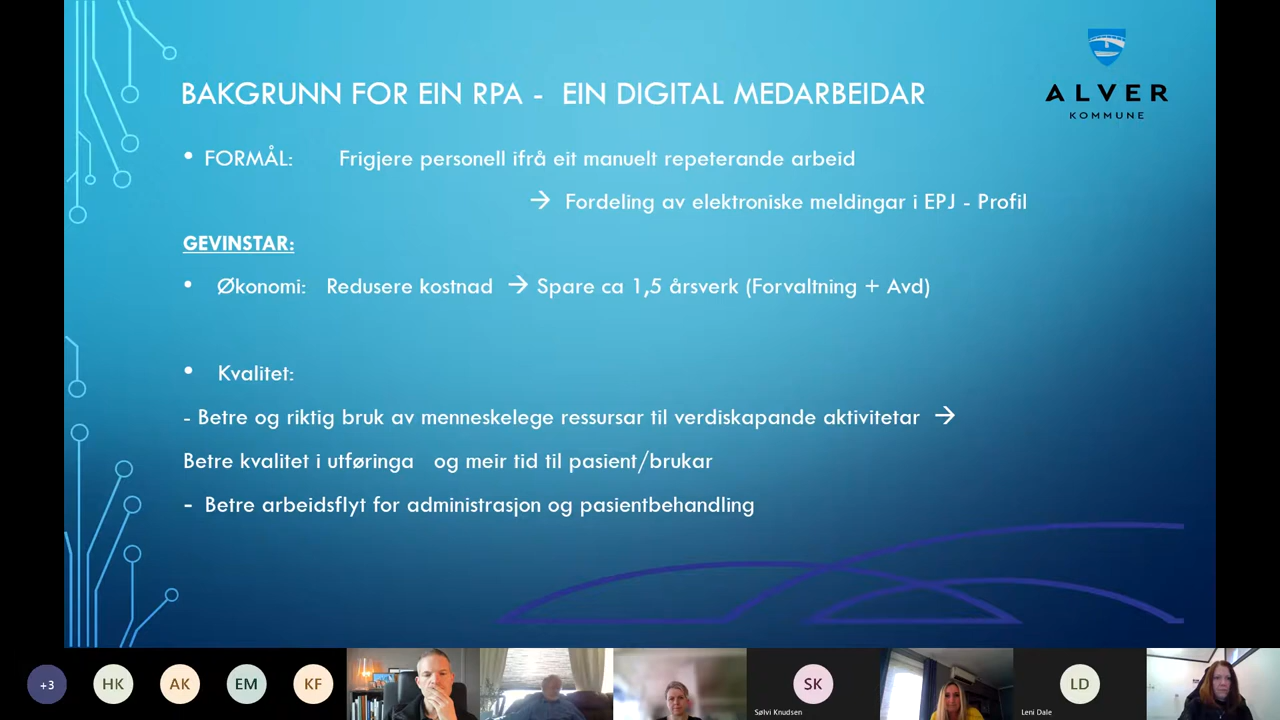 BAKGRUNN FOR EIN RPA - EIN DIGITAL MEDARBEIDAR
ALVER
KOMMUNE
• FORMÅL: Frigjere personell ifrå eit manuelt repeterande arbeid
→ Fordeling av elektroniske meldingar i EPJ - Profil
GEVINSTAR:
• Økonomi: Redusere kostnad → Spare ca 1,5 årsverk (Forvaltning + Avd)
• Kvalitet:
- Betre og riktig bruk av menneskelege ressursar til verdiskapande aktivitetar →
Betre kvalitet i utføringa og meir tid til pasient/brukar
- Betre arbeidsflyt for administrasjon og pasientbehandling
+3 HK AK EM KF SK LD
Sølvi Knudsen Leni Dale